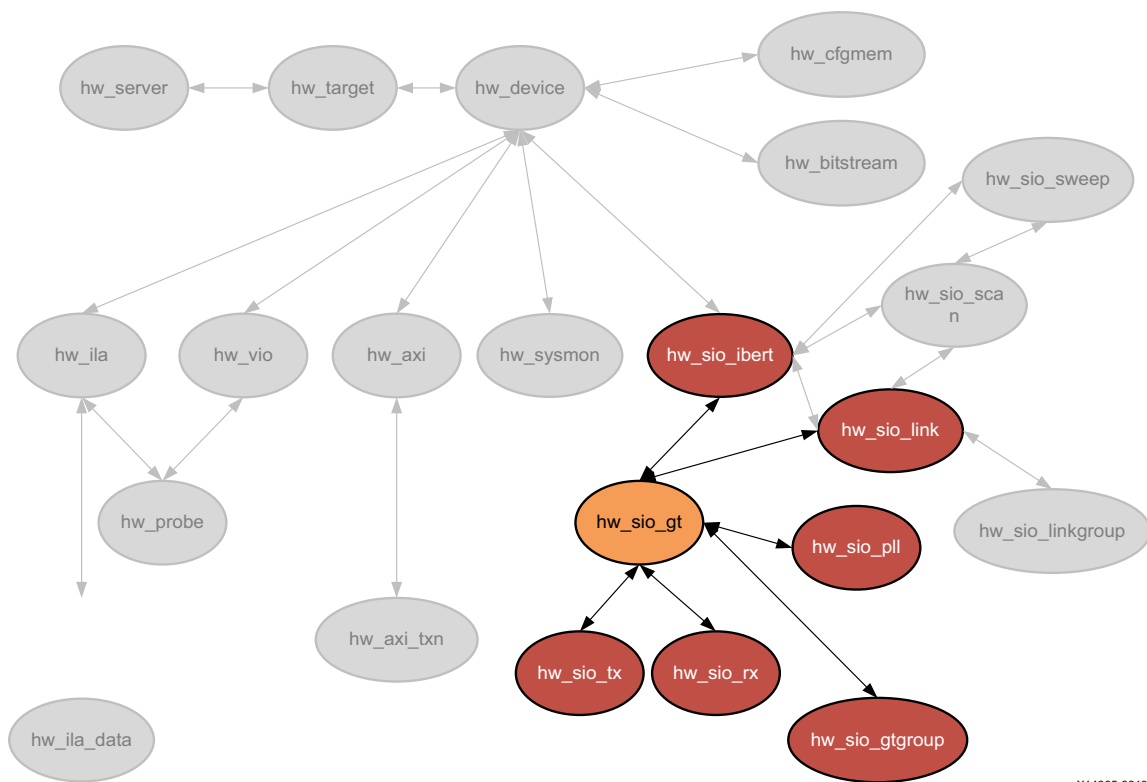 hw_cfgmem
hw_server
hw_target
hw_device
hw_bitstream
hw_sio_sweep
hw_sio_sca
n
hw_ila
hw_vio
hw_axi
hw_sysmon
hw_sio_ibert
hw_sio_link
hw_probe
hw_sio_gt
hw_sio_linkgroup
hw_sio_pll
hw_axi_txn
hw_sio_tx
hw_sio_rx
hw_ila_data
hw_sio_gtgroup